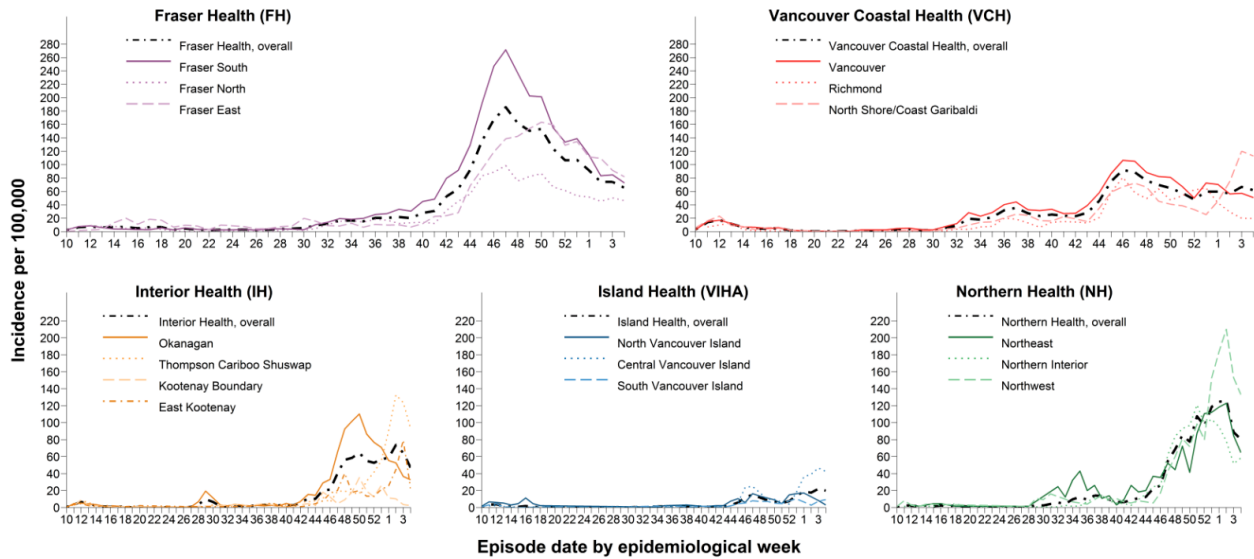 Fraser Health (FH)
Fraser Health, overall
Fraser South
Fraser North
Fraser East
280
260
240
220
200
180
160
140
120
100
80
60
40
20
0
10 12 14 16 18 20 22 24 26 28 30 32 34 36 38 40 42 44 46 48 50 52 1 3
Vancouver Coastal Health (VCH)
Vancouver Coastal Health, overall
Vancouver
Richmond
North Shore/Coast Garibaldi
280
260
240
220
200
180
160
140
120
100
80
60
40
20
0
10 12 14 16 18 20 22 24 26 28 30 32 34 36 38 40 42 44 46 48 50 52 1 3
Incidence per 100,000
Interior Health (IH)
Interior Health, overall
Okanagan
Thompson Cariboo Shuswap
Kootenay Boundary
East Kootenay
220
200
180
160
140
120
100
80
60
40
20
0
10 12 14 16 18 20 22 24 26 28 30 32 34 36 38 40 42 44 46 48 50 52 1 3
Island Health (VIHA)
Island Health, overall
North Vancouver Island
Central Vancouver Island
South Vancouver Island
220
200
180
160
140
120
100
80
60
40
20
0
10 12 14 16 18 20 22 24 26 28 30 32 34 36 38 40 42 44 46 48 50 52 1 3
Northern Health (NH)
Northern Health, overall
Northeast
Northern Interior
Northwest
220
200
180
160
140
120
100
80
60
40
20
0
10 12 14 16 18 20 22 24 26 28 30 32 34 36 38 40 42 44 46 48 50 52 1 3
Episode date by epidemiological week